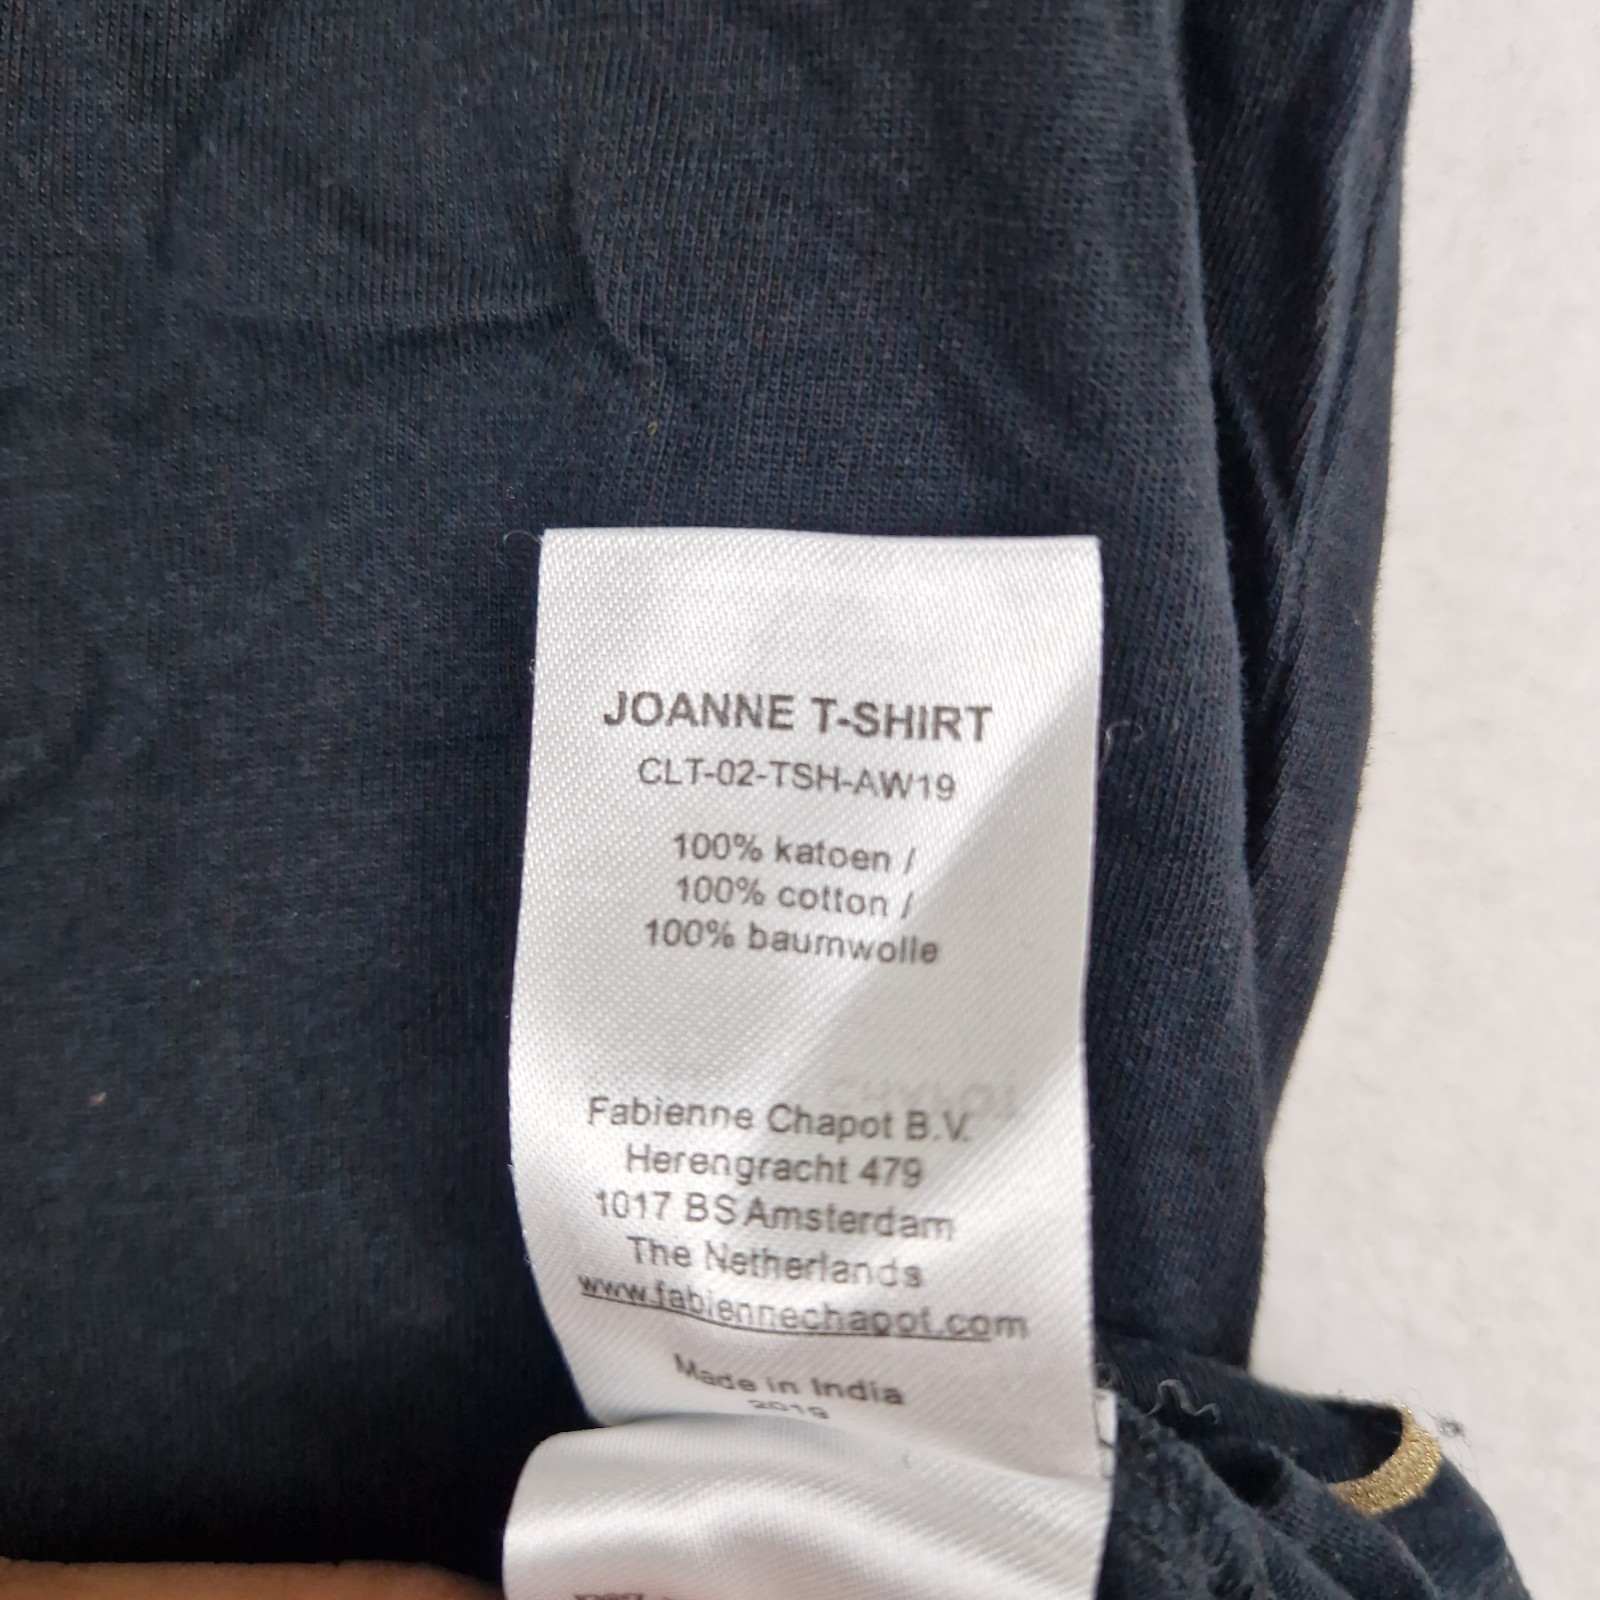 JOANNE T-SHIRT
CLT-02-TSH-AW19
100% katoen /
100% cotton /
100% baumwolle
Fabienne Chapot B.V.
Herengracht 479
1017 BS Amsterdam
The Netherlands
www.fabiennechapot.com
Made in India
2019